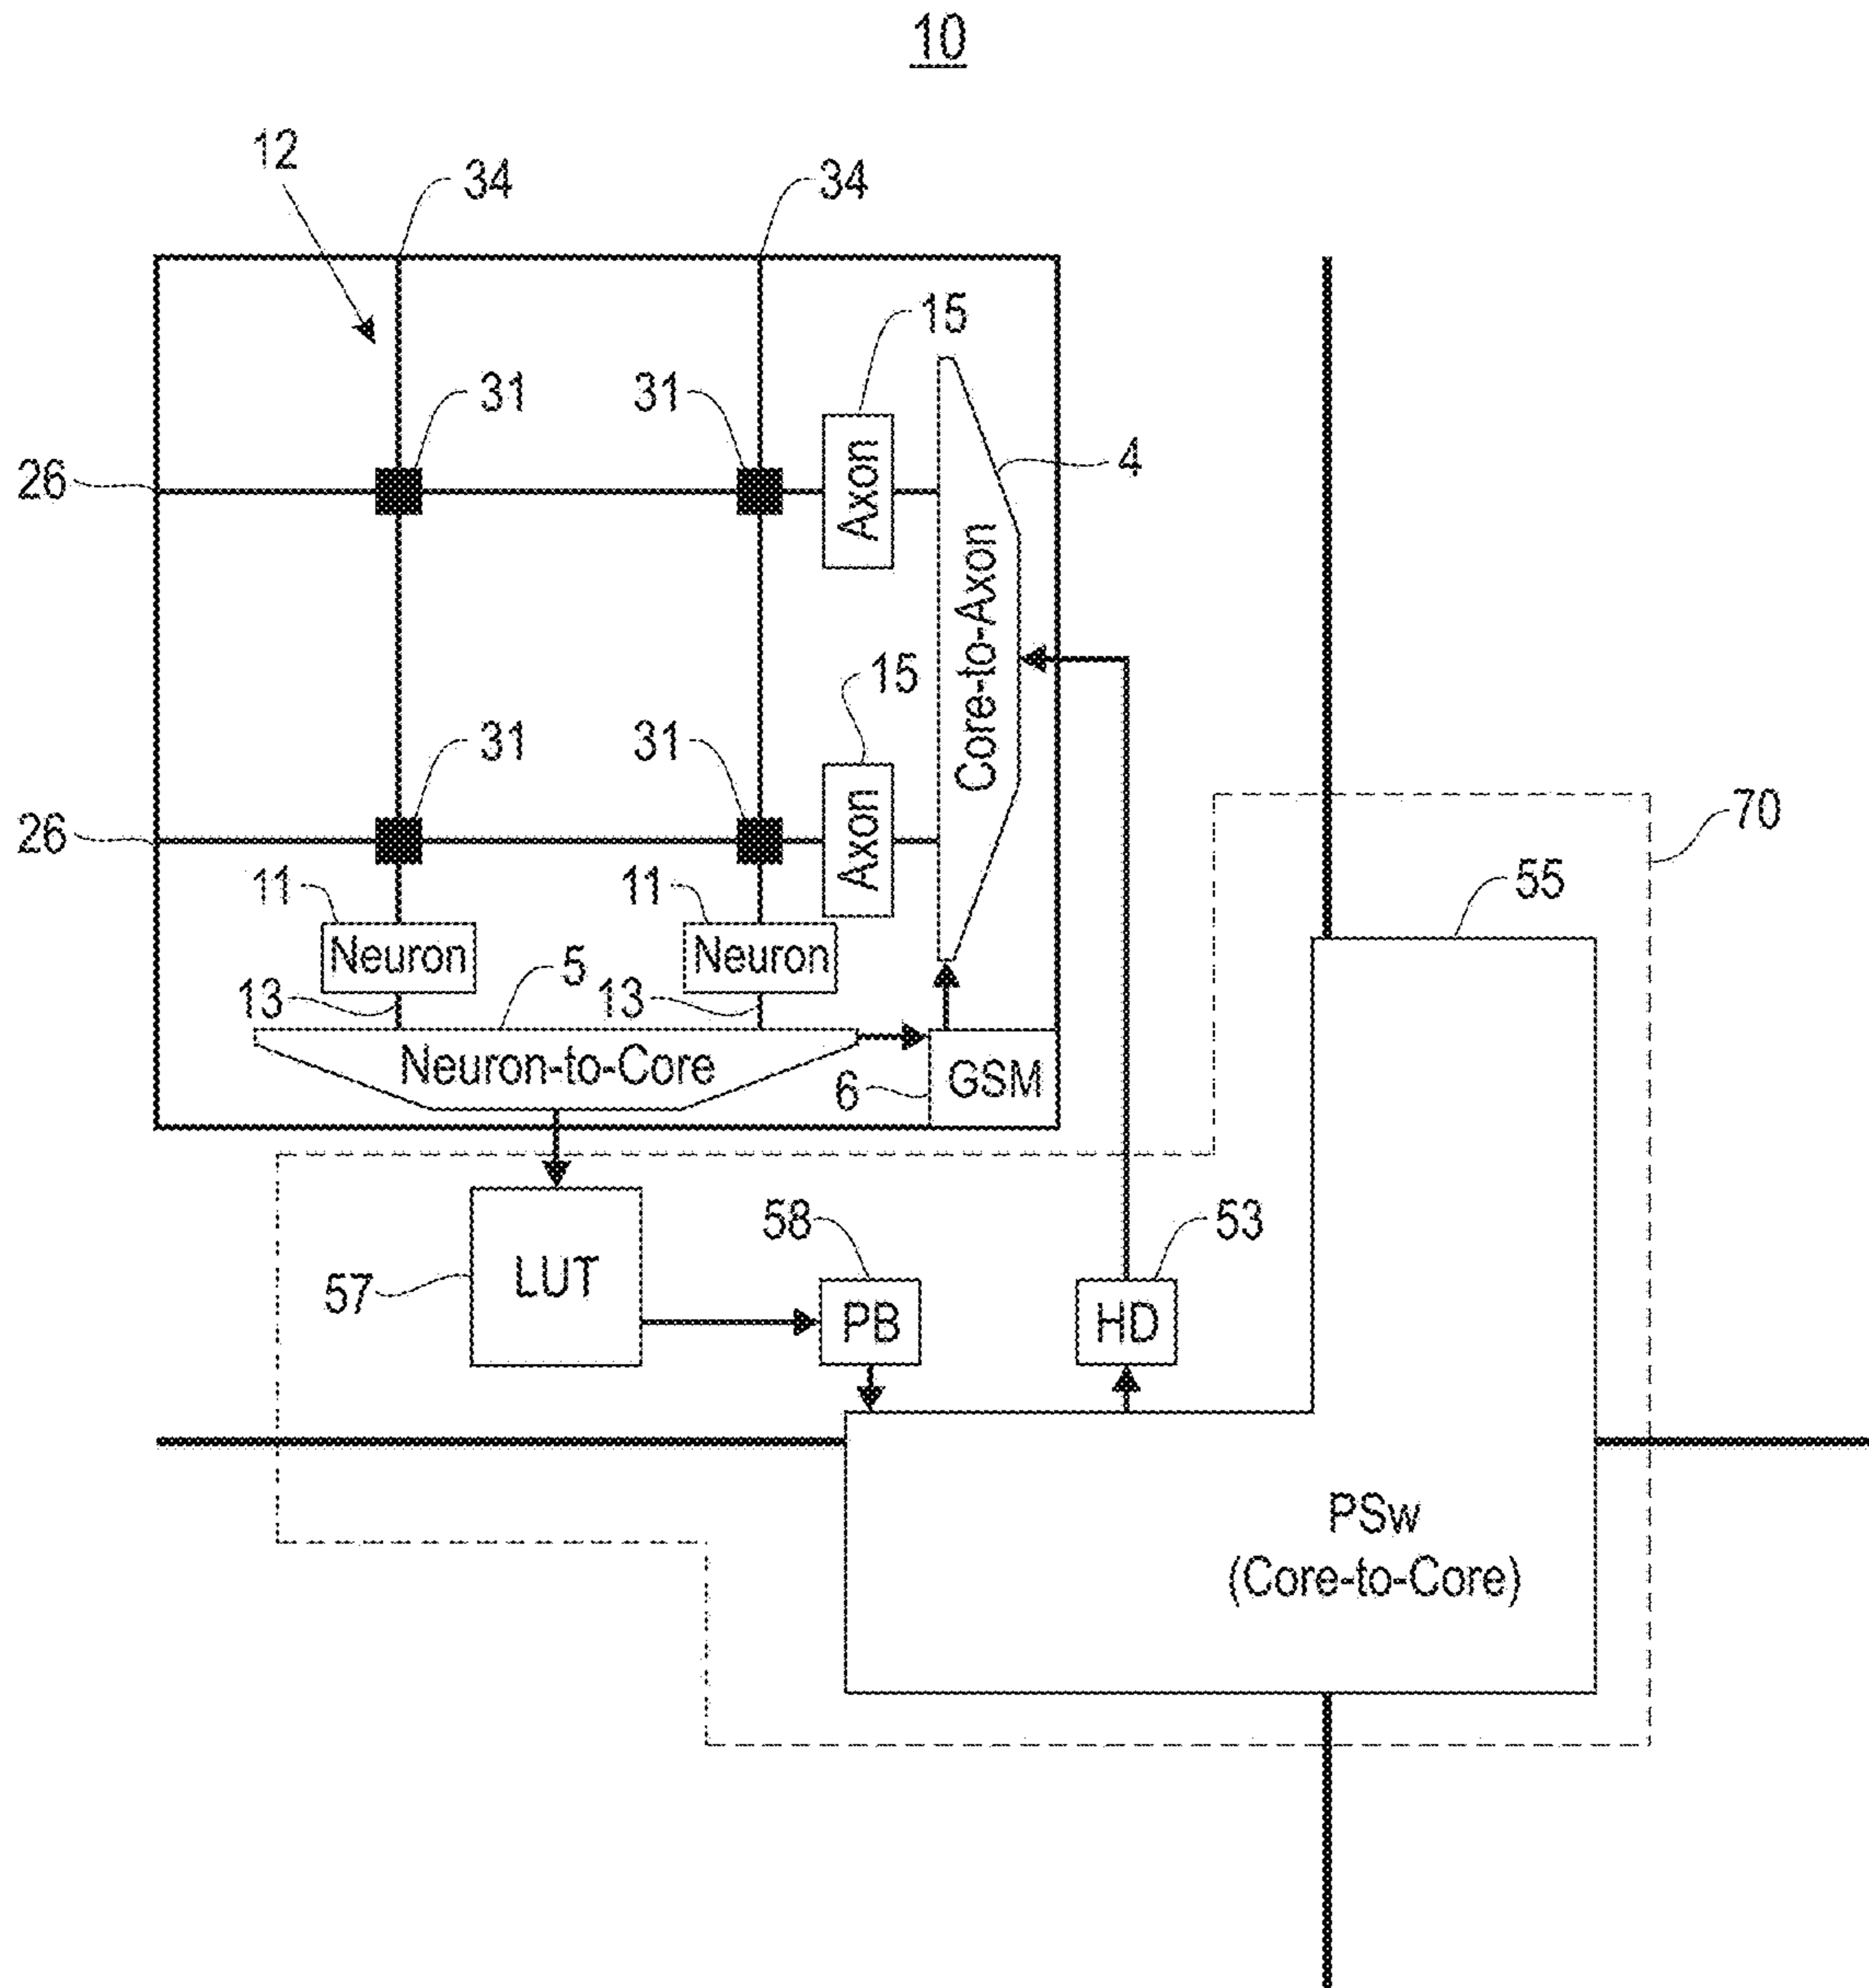 10
12
34
34
15
31
31
4
26
Axon
Core-to-Axon
15
31
31
70
26
Axon
55
11
11
Neuron
Neuron
5
13
13
Neuron-to-Core
6
GSM
58
53
57
LUT
PB
HD
PSw
(Core-to-Core)